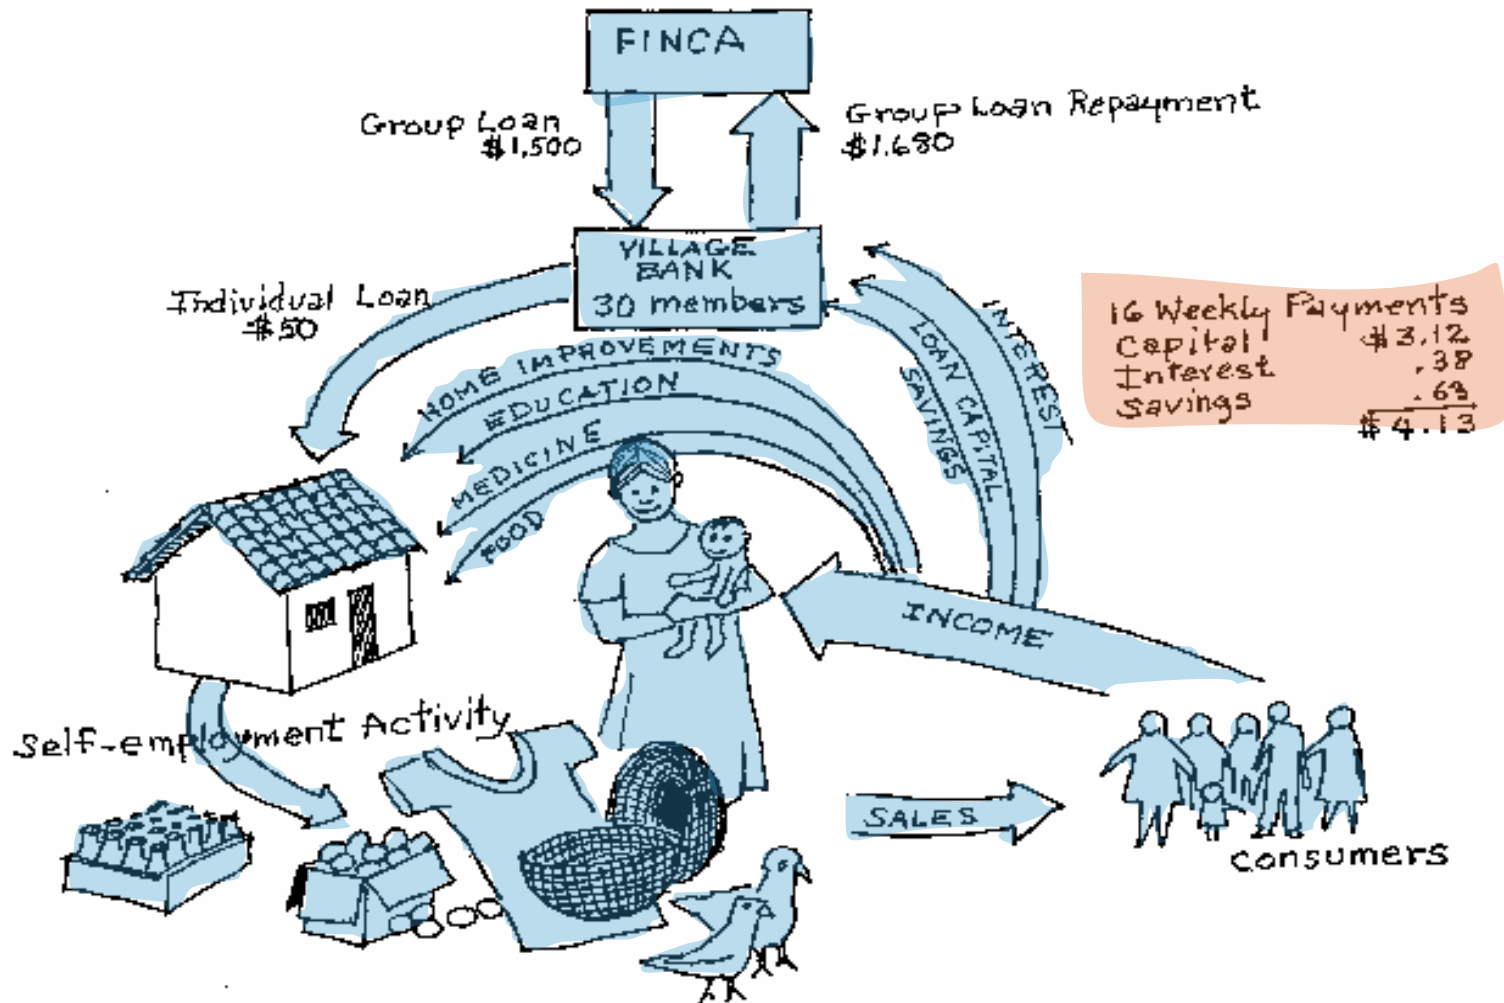 FINCA
Group Loan
$1,500
Group Loan Repayment
$1.680
VILLAGE
BANK
30 members
Individual Loan
$50
HOME IMPROVEMENTS
EDUCATION
MEDICINE
FOOD
INTEREST
LOAN CAPITAL
SAVINGS
16 Weekly Payments
Capital $3.12
Interest .38
Savings .63
$4.13
INCOME
Self-employment Activity
SALES
consumers